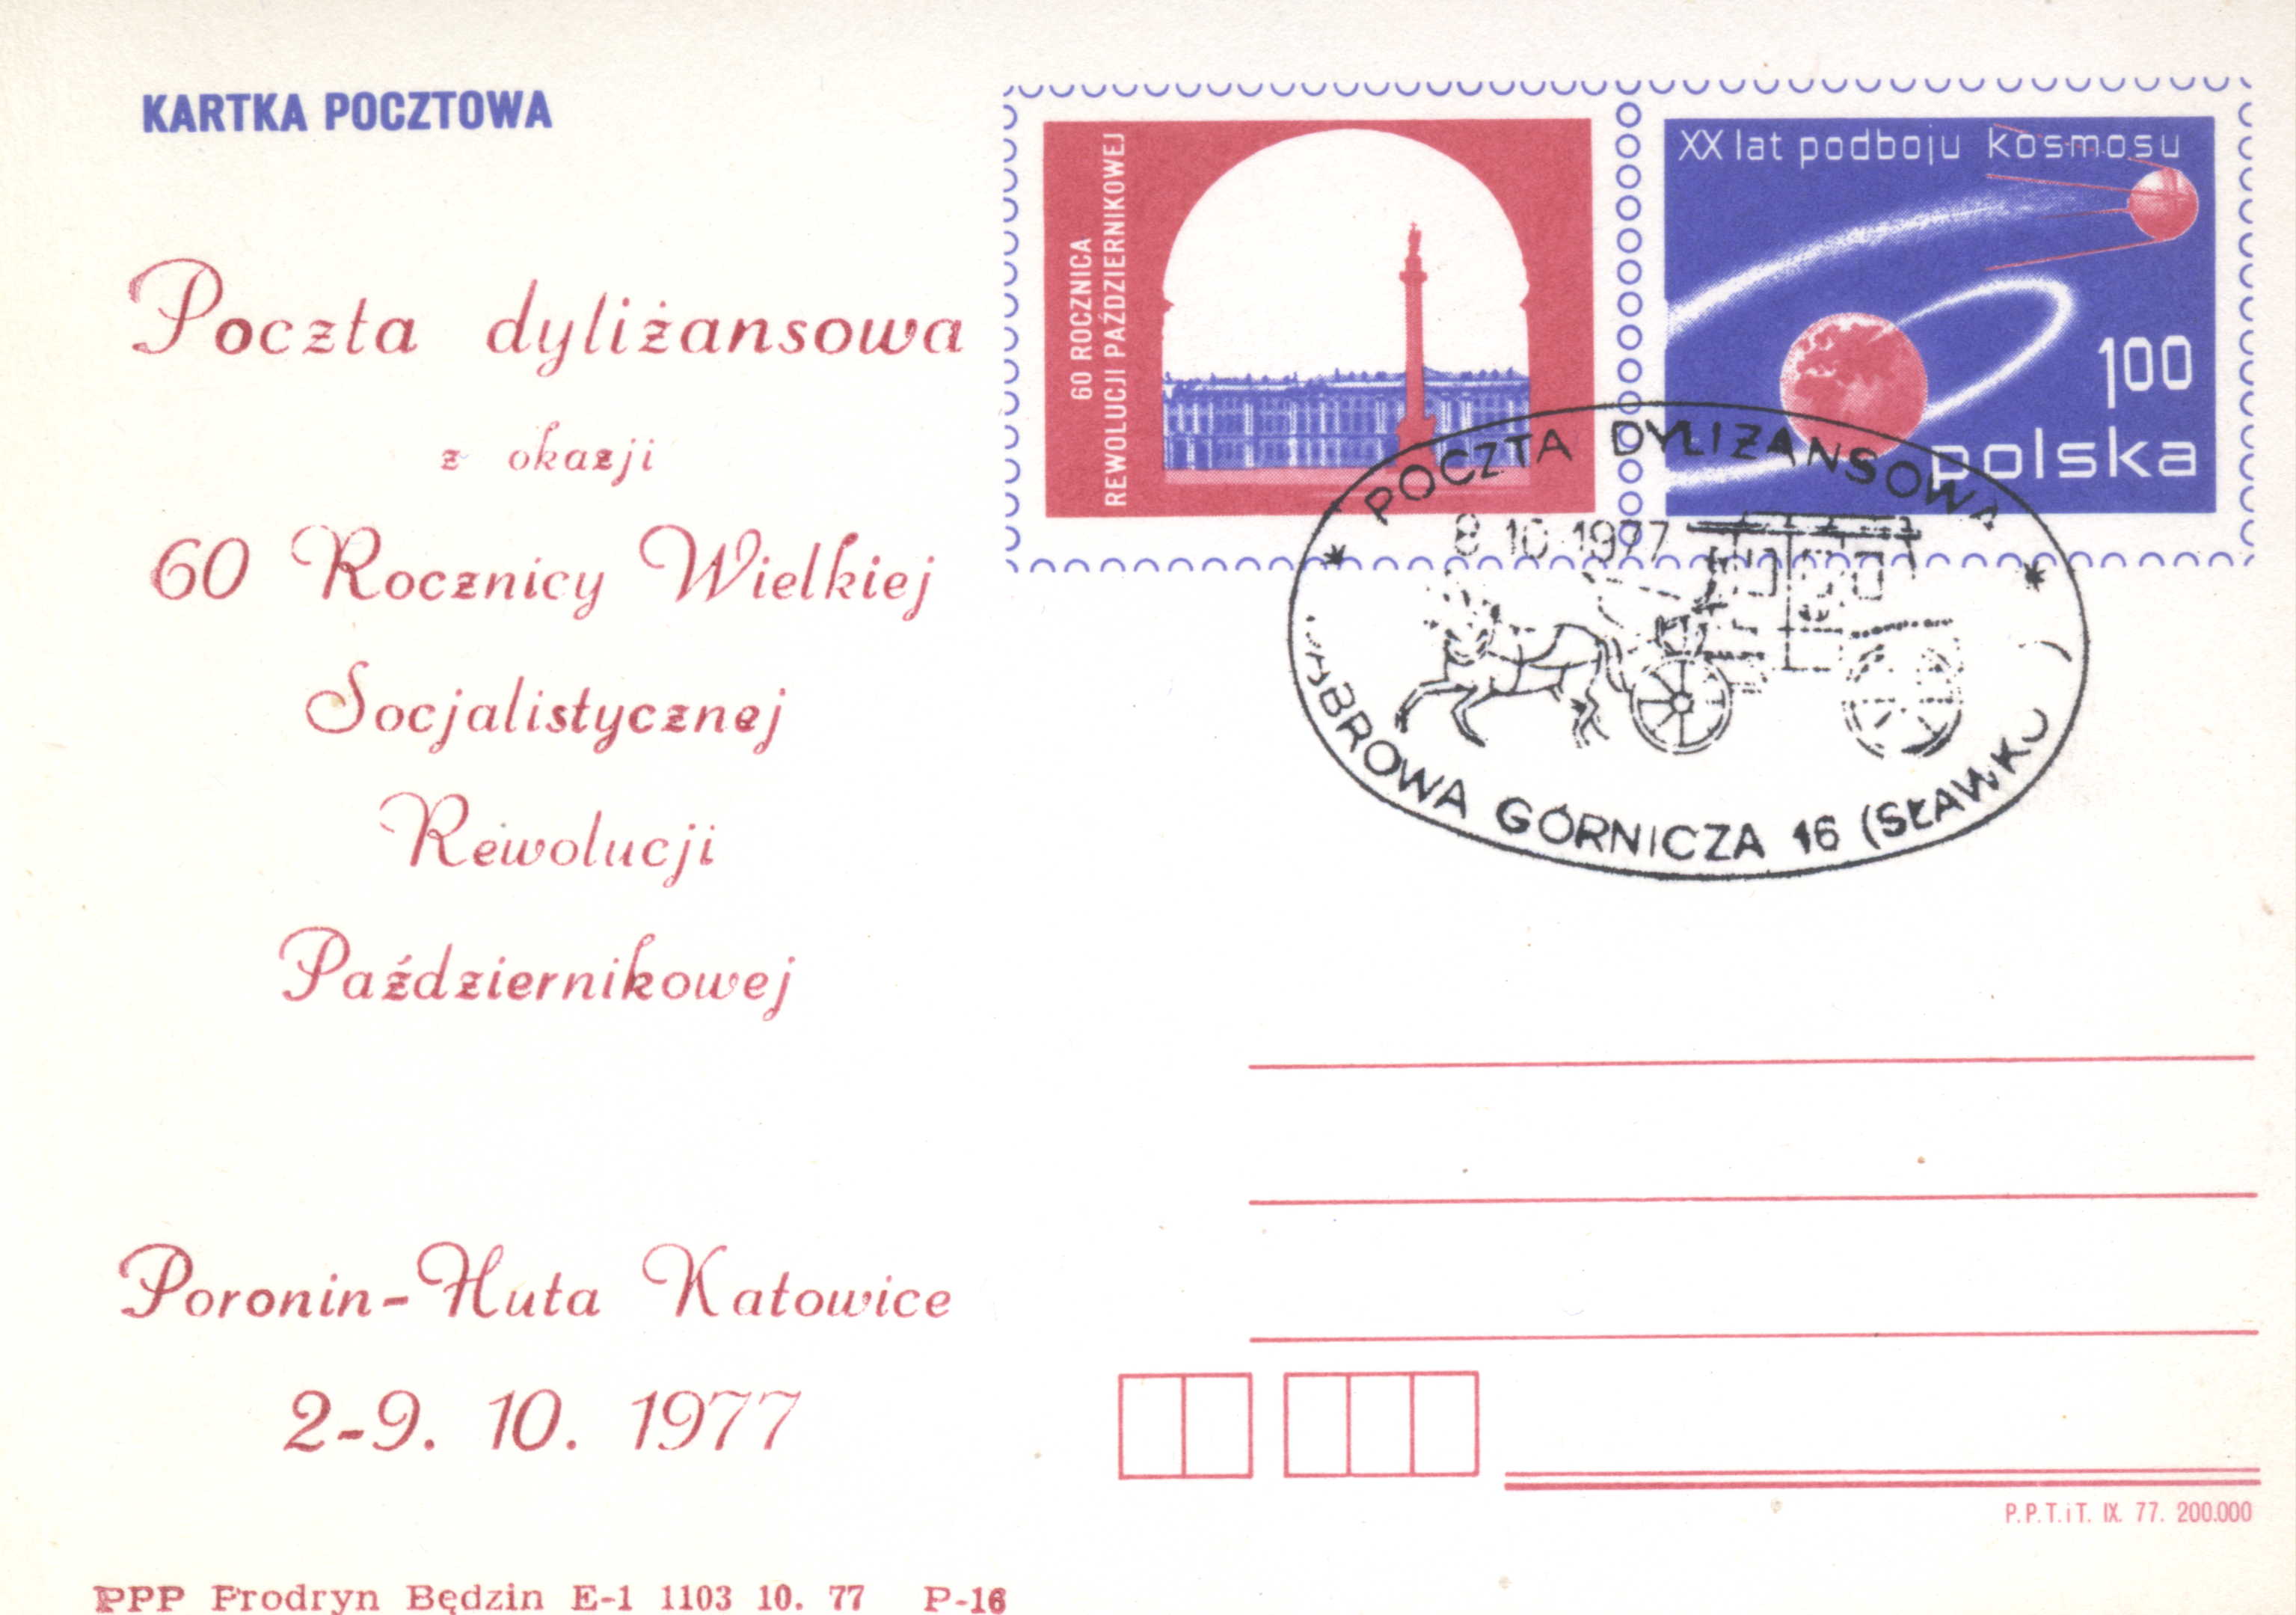 KARTKA POCZTOWA
Poczta dyliżansowa
z okazji
60 Rocznicy Wielkiej
Socjalistycznej
Rewolucji
Październikowej
Poronin-Huta Katowice
2-9. 10. 1977
PPP Prodryn Będzin E-1 1103 10. 77 P-16
60 ROCZNICA
REWOLUCJI PAŹDZIERNIKOWEJ
XX lat podboju kosmosu
100
polska
POCZTA DYLIŻANSOWA
8 10 1977
GÓRNICZA 16
P.P.T.iT. IX. 77. 200.000